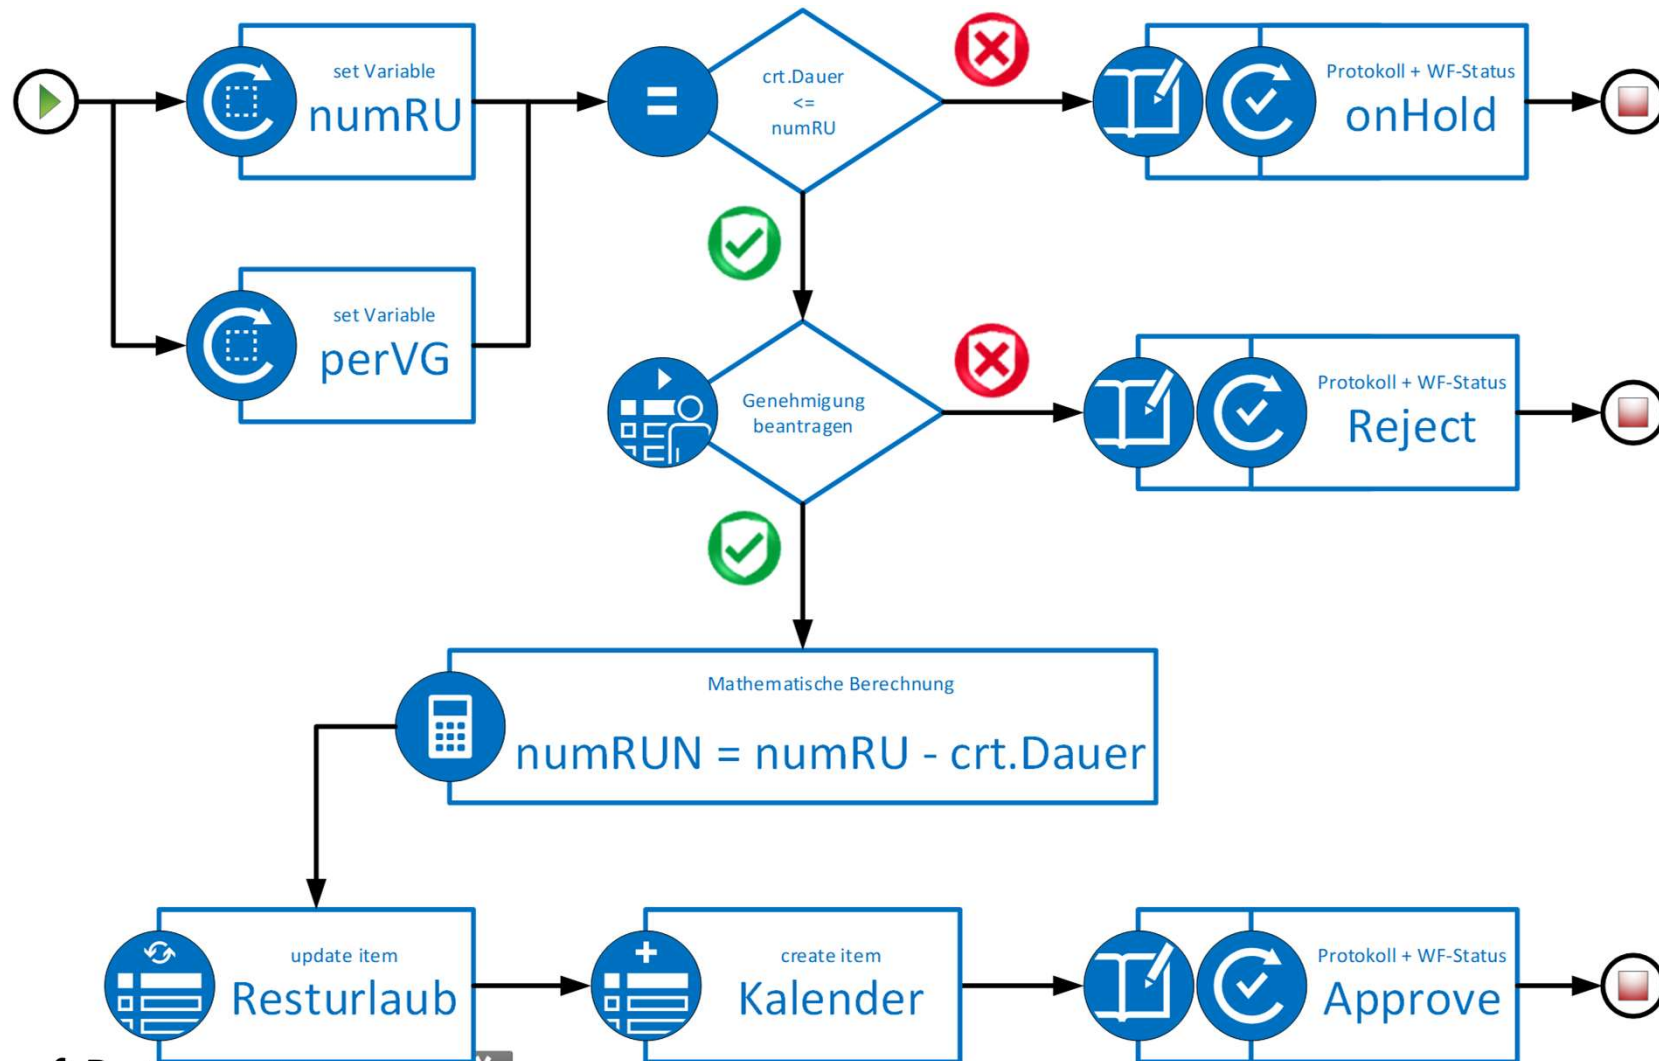 set Variable
numRU
crt.Dauer
<=
numRU
Protokoll + WF-Status
onHold
set Variable
perVG
Genehmigung
beantragen
Protokoll + WF-Status
Reject
Mathematische Berechnung
numRUN = numRU - crt.Dauer
update item
Resturlaub
create item
Kalender
Protokoll + WF-Status
Approve